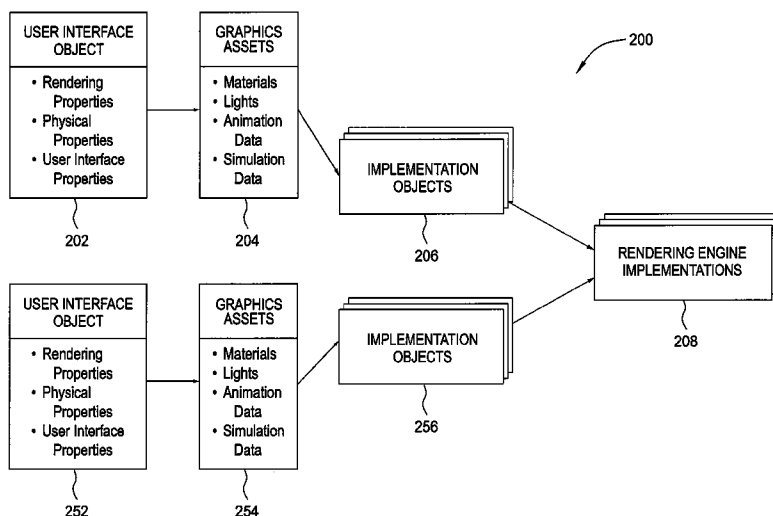 USER INTERFACE
OBJECT
• Rendering
Properties
• Physical
Properties
• User Interface
Properties
202
GRAPHICS
ASSETS
• Materials
• Lights
• Animation
Data
• Simulation
Data
204
IMPLEMENTATION
OBJECTS
206
200
RENDERING ENGINE
IMPLEMENTATIONS
208
USER INTERFACE
OBJECT
• Rendering
Properties
• Physical
Properties
• User Interface
Properties
252
GRAPHICS
ASSETS
• Materials
• Lights
• Animation
Data
• Simulation
Data
254
IMPLEMENTATION
OBJECTS
256